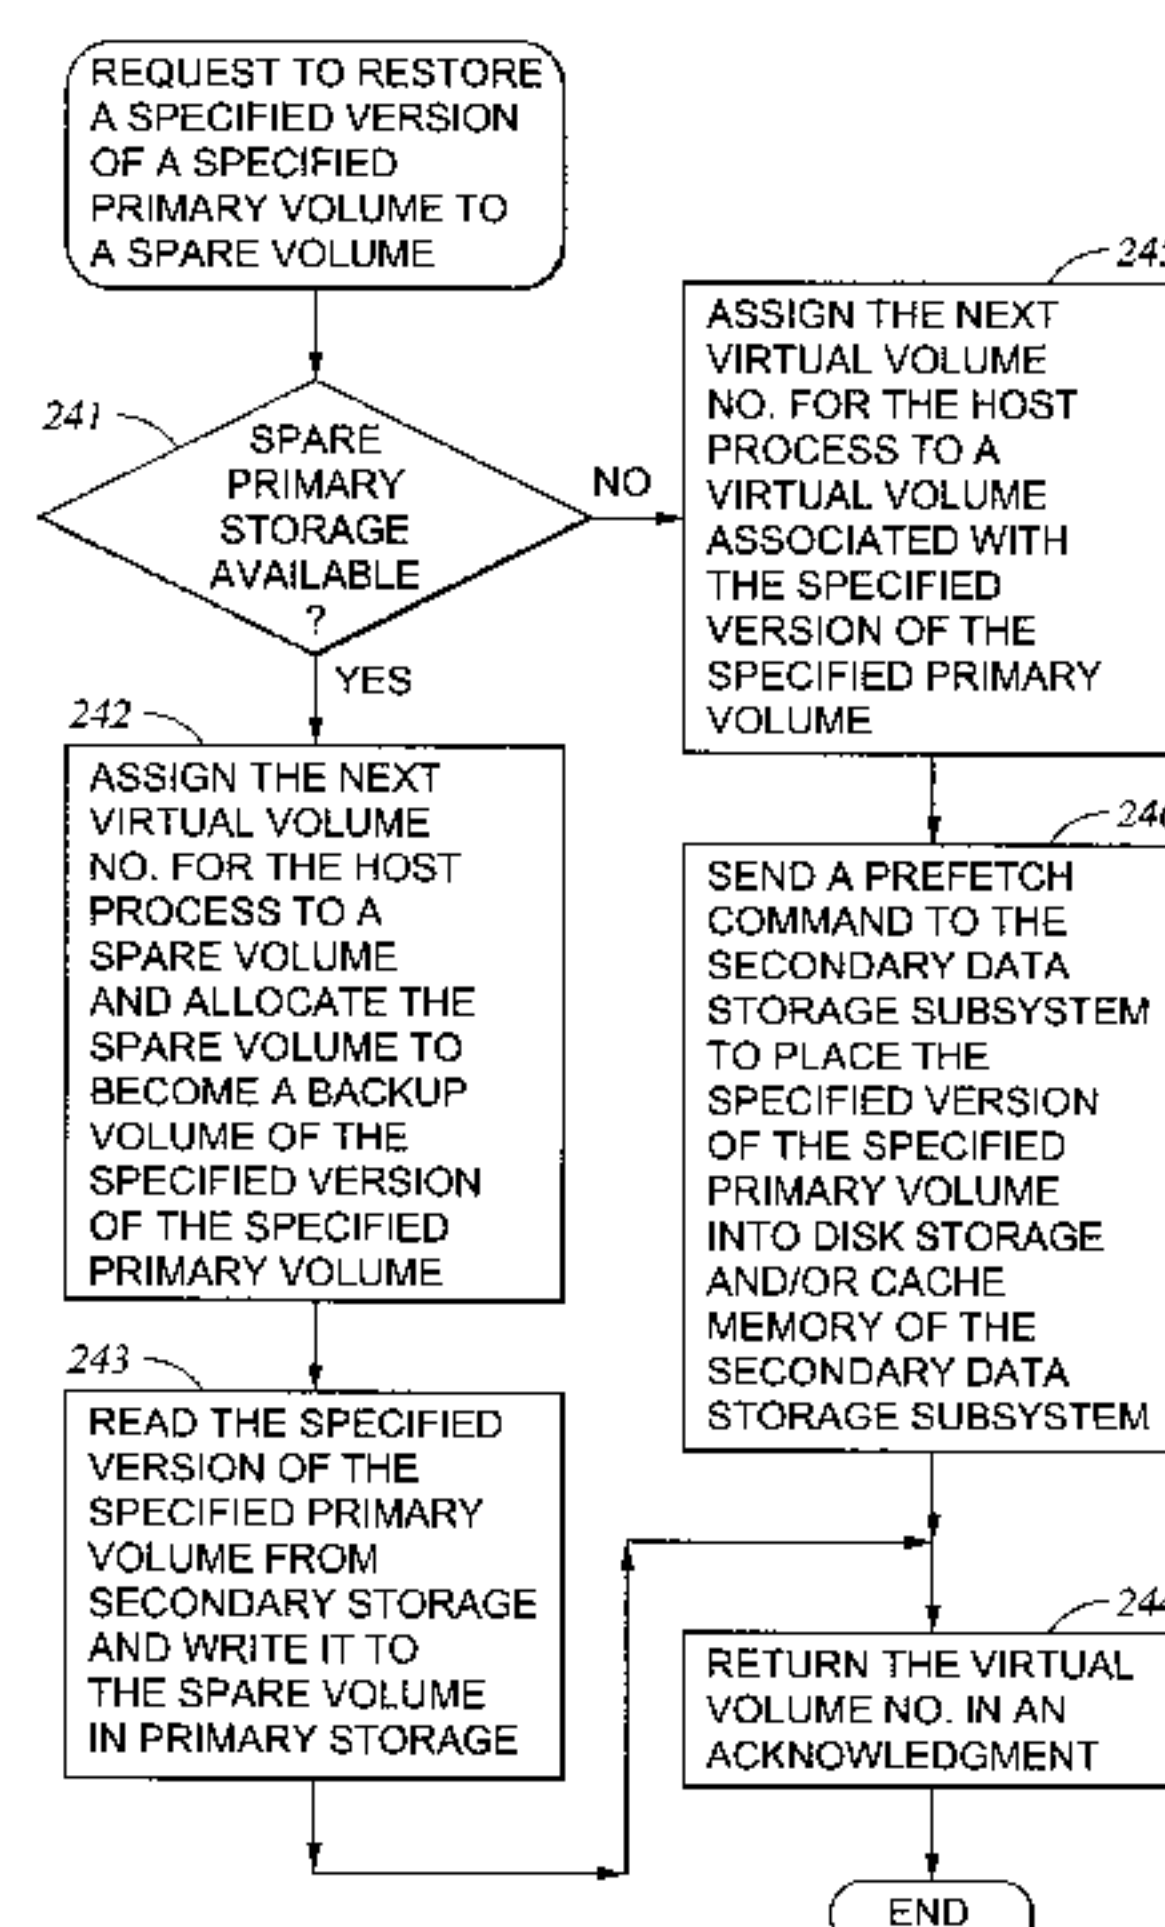 REQUEST TO RESTORE
A SPECIFIED VERSION
OF A SPECIFIED
PRIMARY VOLUME TO
A SPARE VOLUME
241
SPARE
PRIMARY
STORAGE
AVAILABLE
?
NO
YES
242
ASSIGN THE NEXT
VIRTUAL VOLUME
NO. FOR THE HOST
PROCESS TO A
SPARE VOLUME
AND ALLOCATE THE
SPARE VOLUME TO
BECOME A BACKUP
VOLUME OF THE
SPECIFIED VERSION
OF THE SPECIFIED
PRIMARY VOLUME
243
READ THE SPECIFIED
VERSION OF THE
SPECIFIED PRIMARY
VOLUME FROM
SECONDARY STORAGE
AND WRITE IT TO
THE SPARE VOLUME
IN PRIMARY STORAGE
ASSIGN THE NEXT
VIRTUAL VOLUME
NO. FOR THE HOST
PROCESS TO A
VIRTUAL VOLUME
ASSOCIATED WITH
THE SPECIFIED
VERSION OF THE
SPECIFIED PRIMARY
VOLUME
SEND A PREFETCH
COMMAND TO THE
SECONDARY DATA
STORAGE SUBSYSTEM
TO PLACE THE
SPECIFIED VERSION
OF THE SPECIFIED
PRIMARY VOLUME
INTO DISK STORAGE
AND/OR CACHE
MEMORY OF THE
SECONDARY DATA
STORAGE SUBSYSTEM
RETURN THE VIRTUAL
VOLUME NO. IN AN
ACKNOWLEDGMENT
END